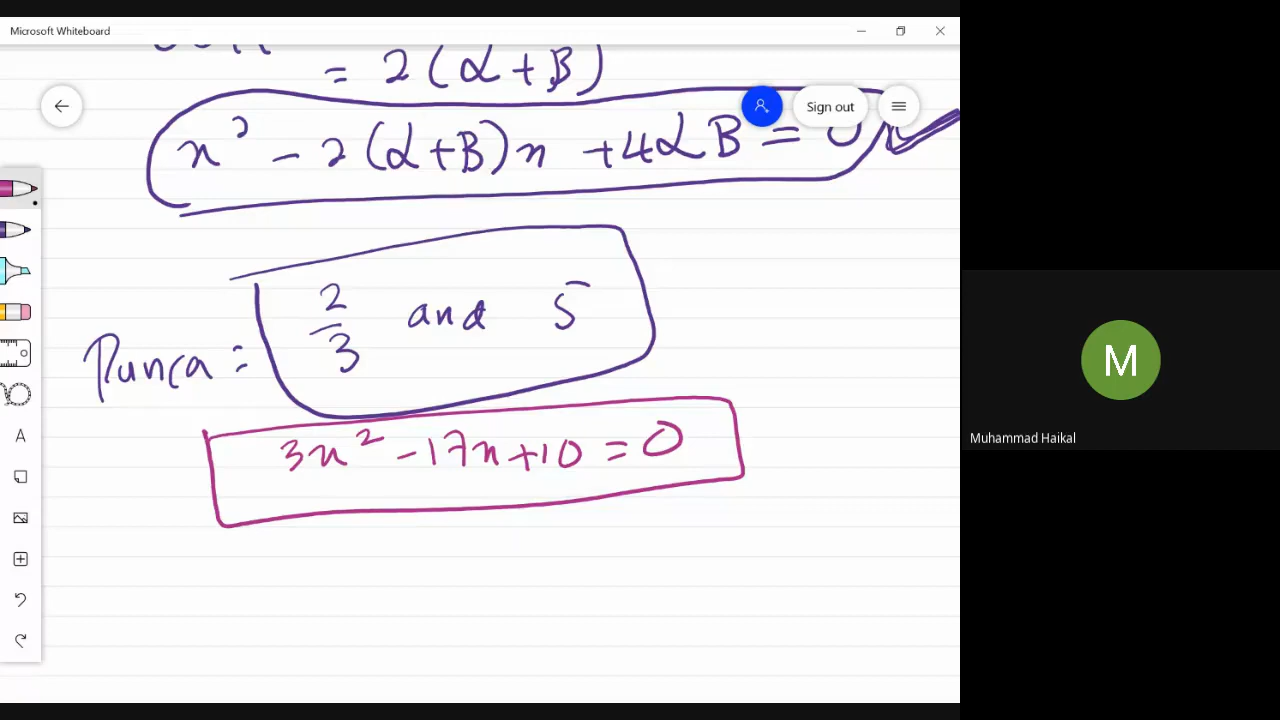 Microsoft Whiteboard
= 2(α+β)
Sign out
x² - 2(α+β)x + 4αβ = 0
Punca = 2/3 and 5
3x² - 17x + 10 = 0
A
M
Muhammad Haikal